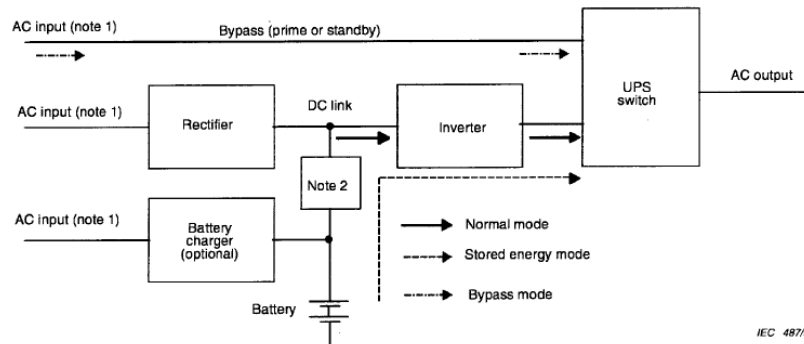 AC input (note 1)
Bypass (prime or standby)
UPS
switch
AC output
AC input (note 1)
Rectifier
DC link
Inverter
Note 2
AC input (note 1)
Battery
charger
(optional)
Normal mode
Stored energy mode
Bypass mode
Battery
IEC 487/